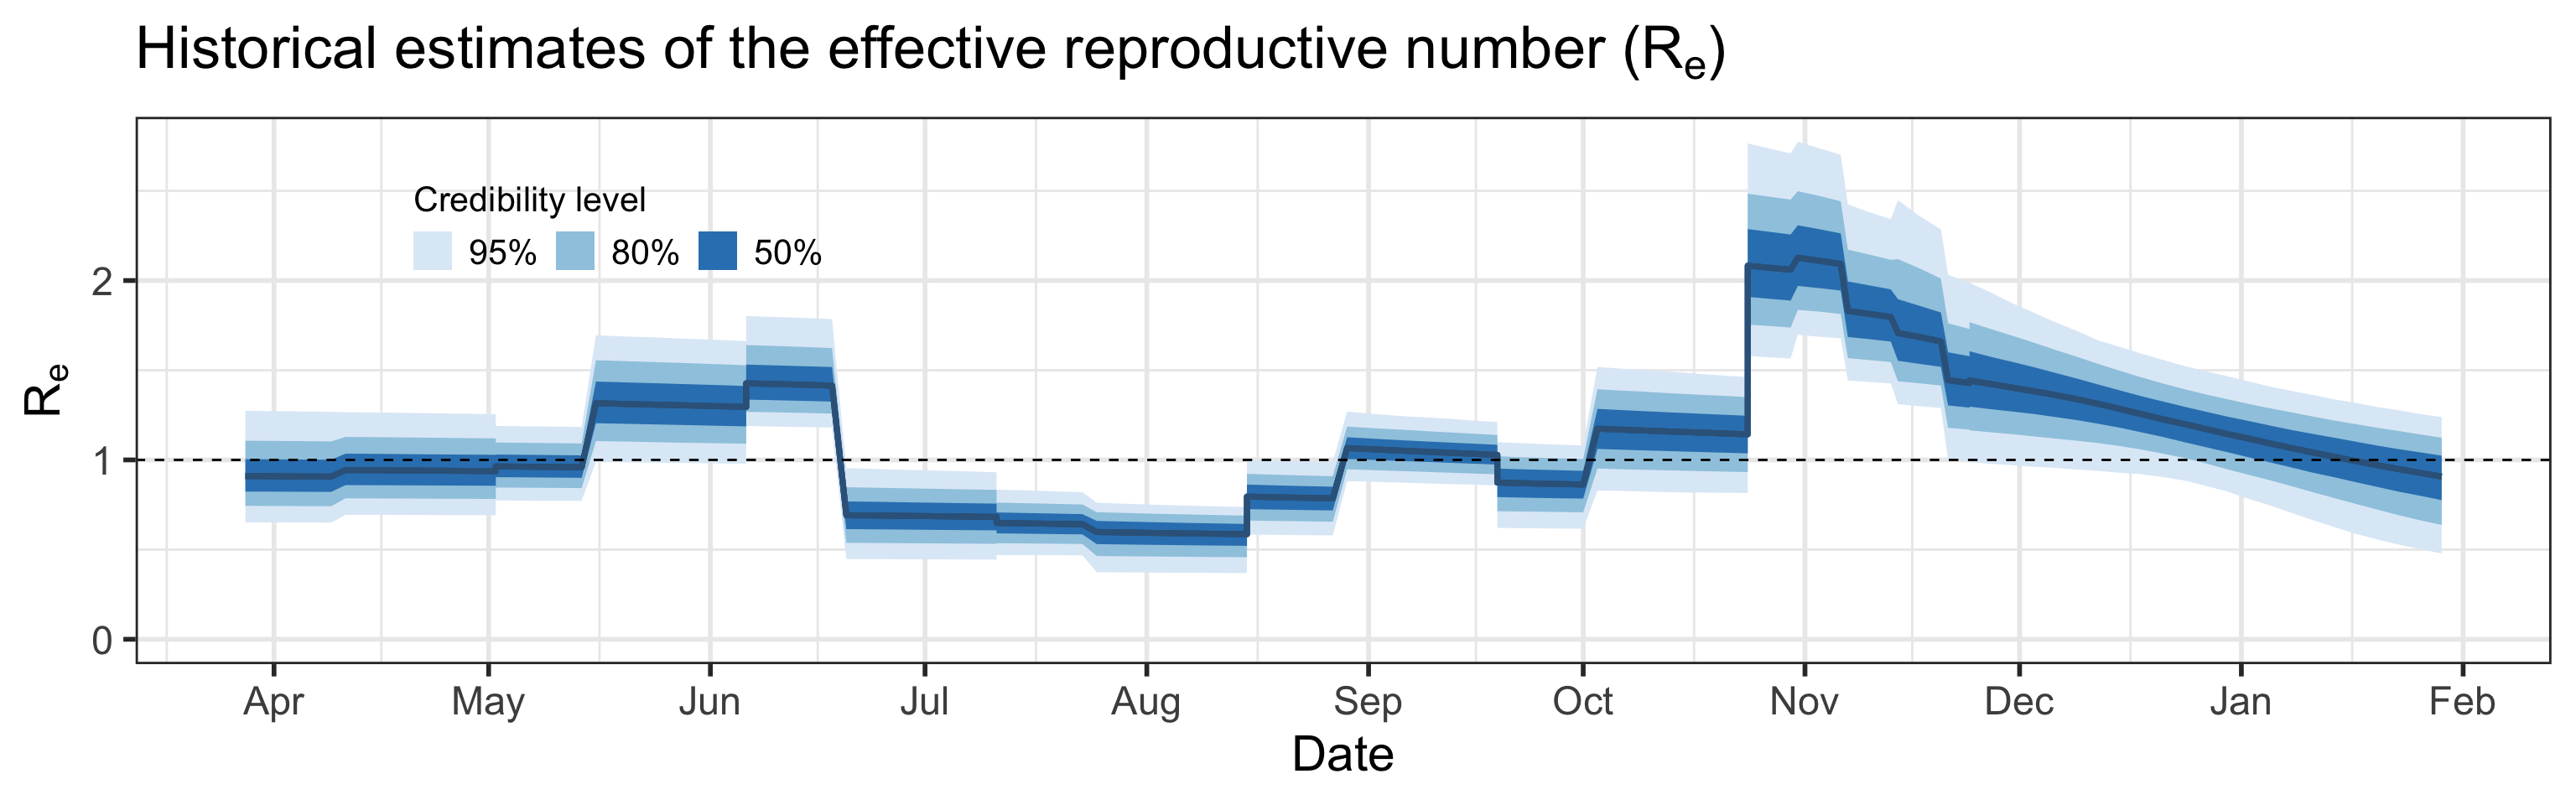 Historical estimates of the effective reproductive number (Re)
Credibility level
95% 80% 50%
2
1
0
Re
Apr May Jun Jul Aug Sep Oct Nov Dec Jan Feb
Date